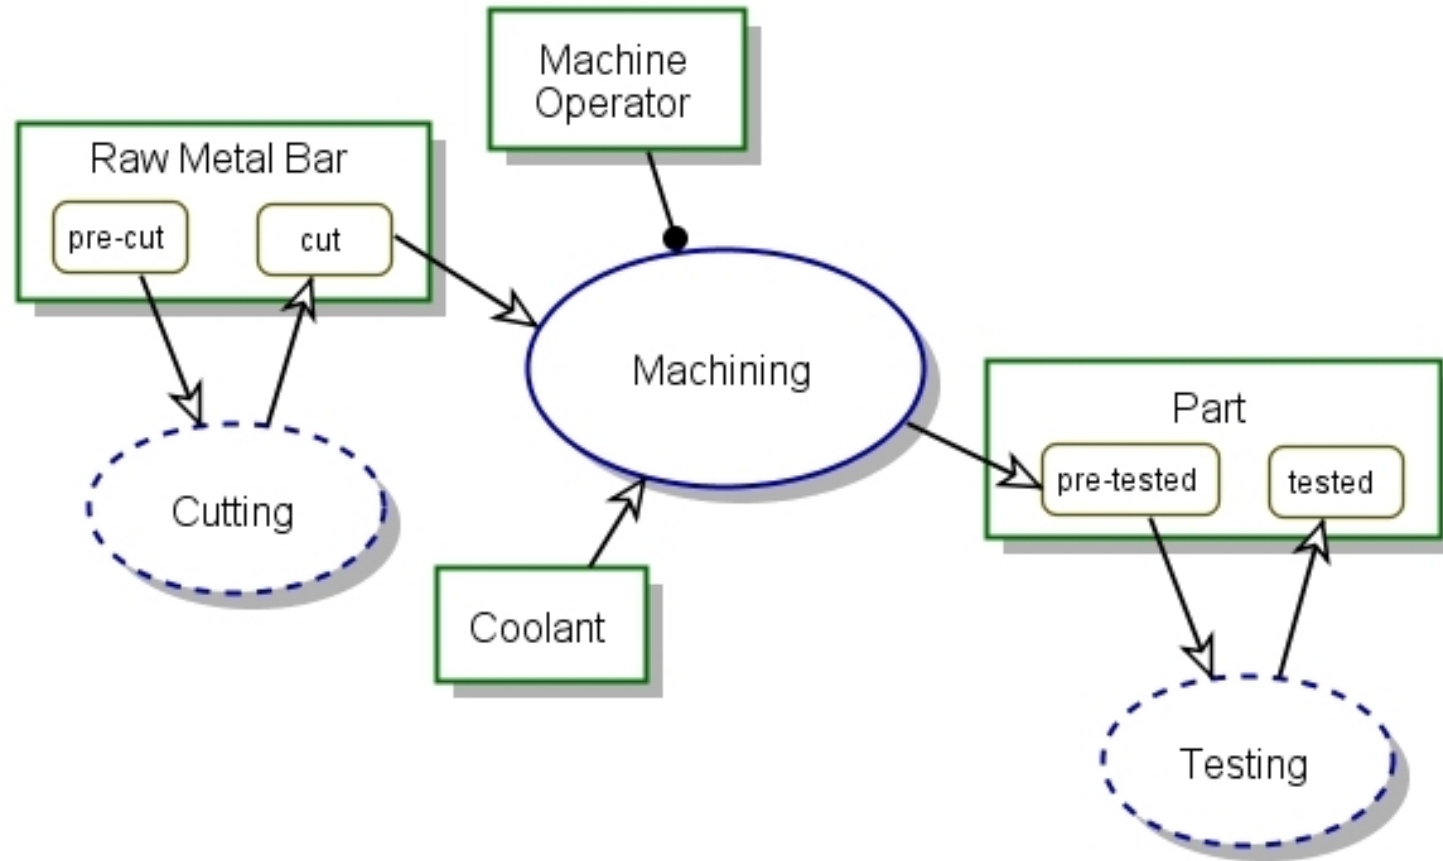 Machine
Operator
Raw Metal Bar
pre-cut
cut
Machining
Part
pre-tested
tested
Cutting
Coolant
Testing